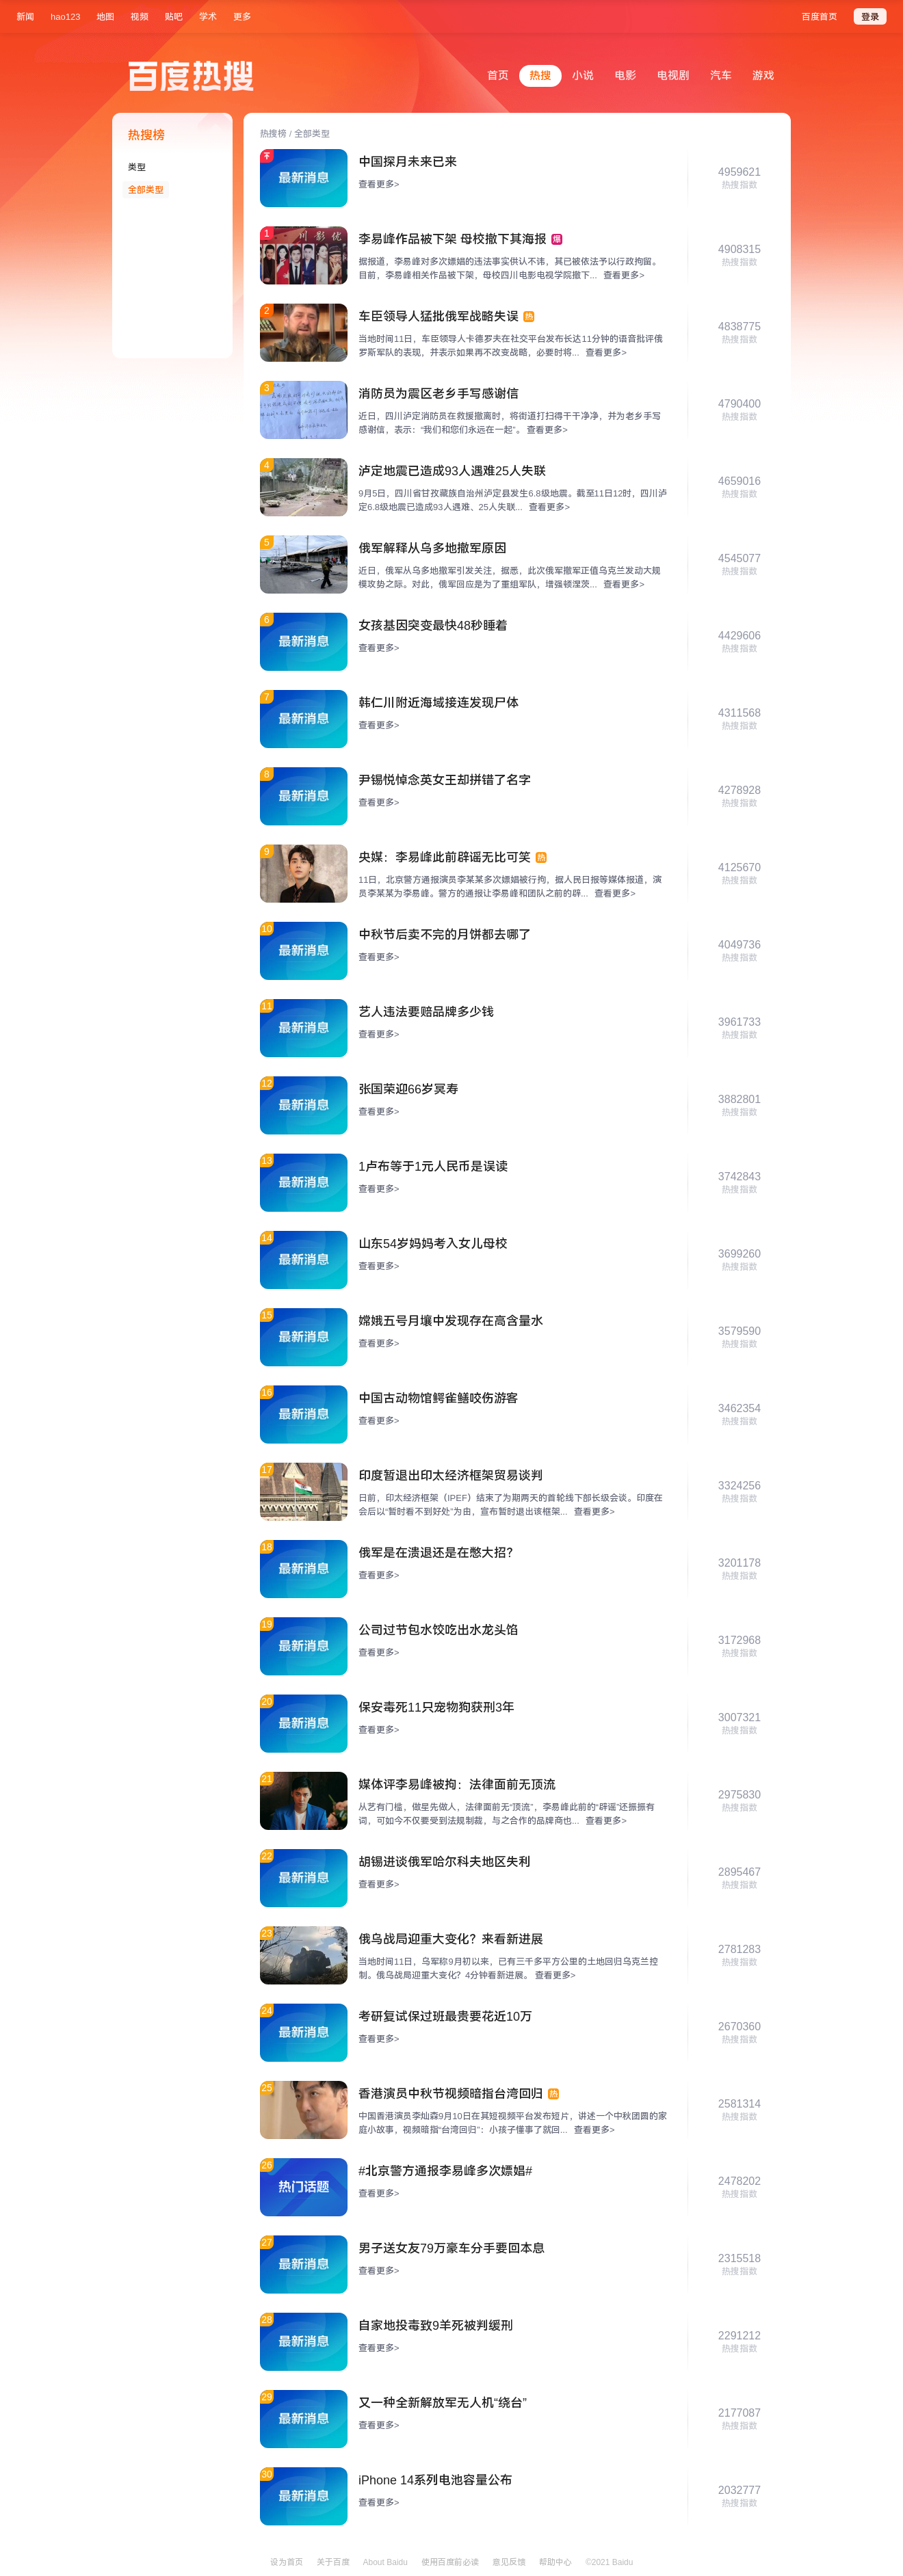 新闻 hao123 地图 视频 贴吧 学术 更多 百度首页 登录
百度热搜
首页 热搜 小说 电影 电视剧 汽车 游戏
热搜榜
类型
全部类型
热搜榜 / 全部类型
最新消息
中国探月未来已来
查看更多>
4959621
热搜指数
1
川影优
李易峰作品被下架 母校撤下其海报 爆
据报道，李易峰对多次嫖娼的违法事实供认不讳，其已被依法予以行政拘留。
目前，李易峰相关作品被下架，母校四川电影电视学院撤下... 查看更多>
4908315
热搜指数
2
车臣领导人猛批俄军战略失误 热
当地时间11日，车臣领导人卡德罗夫在社交平台发布长达11分钟的语音批评俄
罗斯军队的表现，并表示如果再不改变战略，必要时将... 查看更多>
4838775
热搜指数
3
消防员为震区老乡手写感谢信
近日，四川泸定消防员在救援撤离时，将街道打扫得干干净净，并为老乡手写
感谢信，表示：“我们和您们永远在一起”。 查看更多>
4790400
热搜指数
4
泸定地震已造成93人遇难25人失联
9月5日，四川省甘孜藏族自治州泸定县发生6.8级地震。截至11日12时，四川泸
定6.8级地震已造成93人遇难、25人失联... 查看更多>
4659016
热搜指数
5
俄军解释从乌多地撤军原因
近日，俄军从乌多地撤军引发关注，据悉，此次俄军撤军正值乌克兰发动大规
模攻势之际。对此，俄军回应是为了重组军队，增强顿涅茨... 查看更多>
4545077
热搜指数
6
最新消息
女孩基因突变最快48秒睡着
查看更多>
4429606
热搜指数
7
最新消息
韩仁川附近海域接连发现尸体
查看更多>
4311568
热搜指数
8
最新消息
尹锡悦悼念英女王却拼错了名字
查看更多>
4278928
热搜指数
9
央媒：李易峰此前辟谣无比可笑 热
11日，北京警方通报演员李某某多次嫖娼被行拘，据人民日报等媒体报道，演
员李某某为李易峰。警方的通报让李易峰和团队之前的辟... 查看更多>
4125670
热搜指数
10
最新消息
中秋节后卖不完的月饼都去哪了
查看更多>
4049736
热搜指数
11
最新消息
艺人违法要赔品牌多少钱
查看更多>
3961733
热搜指数
12
最新消息
张国荣迎66岁冥寿
查看更多>
3882801
热搜指数
13
最新消息
1卢布等于1元人民币是误读
查看更多>
3742843
热搜指数
14
最新消息
山东54岁妈妈考入女儿母校
查看更多>
3699260
热搜指数
15
最新消息
嫦娥五号月壤中发现存在高含量水
查看更多>
3579590
热搜指数
16
最新消息
中国古动物馆鳄雀鳝咬伤游客
查看更多>
3462354
热搜指数
17
印度暂退出印太经济框架贸易谈判
日前，印太经济框架（IPEF）结束了为期两天的首轮线下部长级会谈。印度在
会后以“暂时看不到好处”为由，宣布暂时退出该框架... 查看更多>
3324256
热搜指数
18
最新消息
俄军是在溃退还是在憋大招？
查看更多>
3201178
热搜指数
19
最新消息
公司过节包水饺吃出水龙头馅
查看更多>
3172968
热搜指数
20
最新消息
保安毒死11只宠物狗获刑3年
查看更多>
3007321
热搜指数
21
媒体评李易峰被拘：法律面前无顶流
从艺有门槛，做星先做人，法律面前无“顶流”，李易峰此前的“辟谣”还振振有
词，可如今不仅要受到法规制裁，与之合作的品牌商也... 查看更多>
2975830
热搜指数
22
最新消息
胡锡进谈俄军哈尔科夫地区失利
查看更多>
2895467
热搜指数
23
俄乌战局迎重大变化？来看新进展
当地时间11日，乌军称9月初以来，已有三千多平方公里的土地回归乌克兰控
制。俄乌战局迎重大变化？4分钟看新进展。 查看更多>
2781283
热搜指数
24
最新消息
考研复试保过班最贵要花近10万
查看更多>
2670360
热搜指数
25
香港演员中秋节视频暗指台湾回归 热
中国香港演员李灿森9月10日在其短视频平台发布短片，讲述一个中秋团圆的家
庭小故事，视频暗指“台湾回归”：小孩子懂事了就回... 查看更多>
2581314
热搜指数
26
热门话题
#北京警方通报李易峰多次嫖娼#
查看更多>
2478202
热搜指数
27
最新消息
男子送女友79万豪车分手要回本息
查看更多>
2315518
热搜指数
28
最新消息
自家地投毒致9羊死被判缓刑
查看更多>
2291212
热搜指数
29
最新消息
又一种全新解放军无人机“绕台”
查看更多>
2177087
热搜指数
30
最新消息
iPhone 14系列电池容量公布
查看更多>
2032777
热搜指数
设为首页 关于百度 About Baidu 使用百度前必读 意见反馈 帮助中心 ©2021 Baidu